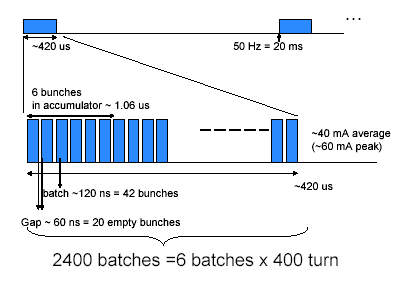 ...
~420 us
50 Hz = 20 ms
6 bunches
in accumulator ~ 1.06 us
~40 mA average
(~60 mA peak)
~420 us
batch ~120 ns = 42 bunches
Gap ~ 60 ns = 20 empty bunches
2400 batches =6 batches x 400 turn